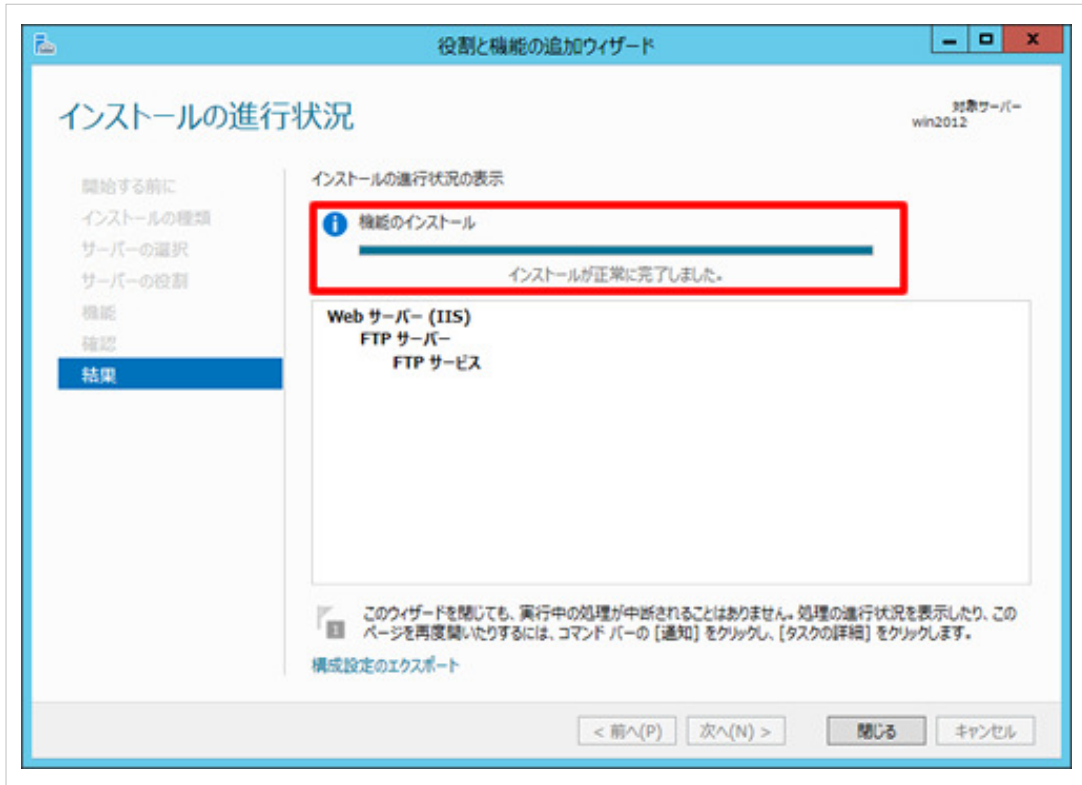 役割と機能の追加ウィザード
インストールの進行状況
対象サーバー
win2012
開始する前に
インストールの種類
サーバーの選択
サーバーの役割
機能
確認
結果
インストールの進行状況の表示
機能のインストール
インストールが正常に完了しました。
Web サーバー (IIS)
FTP サーバー
FTP サービス
このウィザードを閉じても、実行中の処理が中断されることはありません。処理の進行状況を表示したり、この
ページを再度開いたりするには、コマンド バーの [通知] をクリックし、[タスクの詳細] をクリックします。
構成設定のエクスポート
< 前へ(P)
次へ(N) >
閉じる
キャンセル